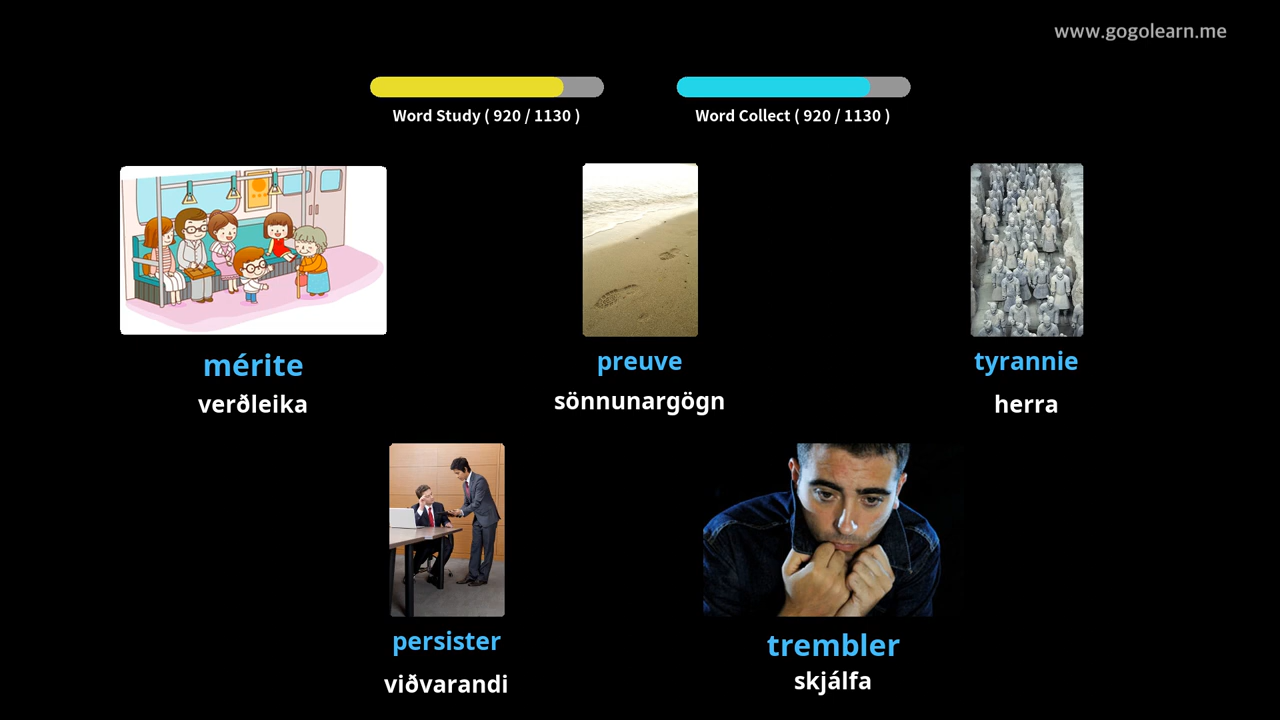 www.gogolearn.me
Word Study ( 920 / 1130 )
Word Collect ( 920 / 1130 )
mérite
verðleika
preuve
sönnunargögn
tyrannie
herra
persister
viðvarandi
trembler
skjálfa